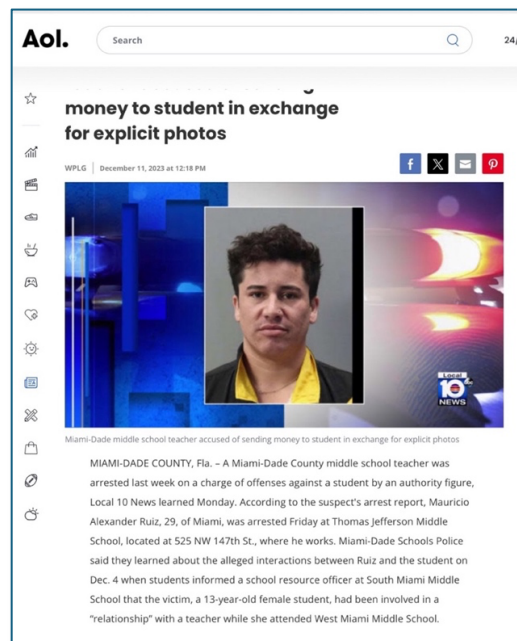 Aol.
Search
24/
money to student in exchange
for explicit photos
WPLG | December 11, 2023 at 12:18 PM
Local
10
NEWS
Miami-Dade middle school teacher accused of sending money to student in exchange for explicit photos
MIAMI-DADE COUNTY, Fla. – A Miami-Dade County middle school teacher was
arrested last week on a charge of offenses against a student by an authority figure,
Local 10 News learned Monday. According to the suspect's arrest report, Mauricio
Alexander Ruiz, 29, of Miami, was arrested Friday at Thomas Jefferson Middle
School, located at 525 NW 147th St., where he works. Miami-Dade Schools Police
said they learned about the alleged interactions between Ruiz and the student on
Dec. 4 when students informed a school resource officer at South Miami Middle
School that the victim, a 13-year-old female student, had been involved in a
“relationship” with a teacher while she attended West Miami Middle School.